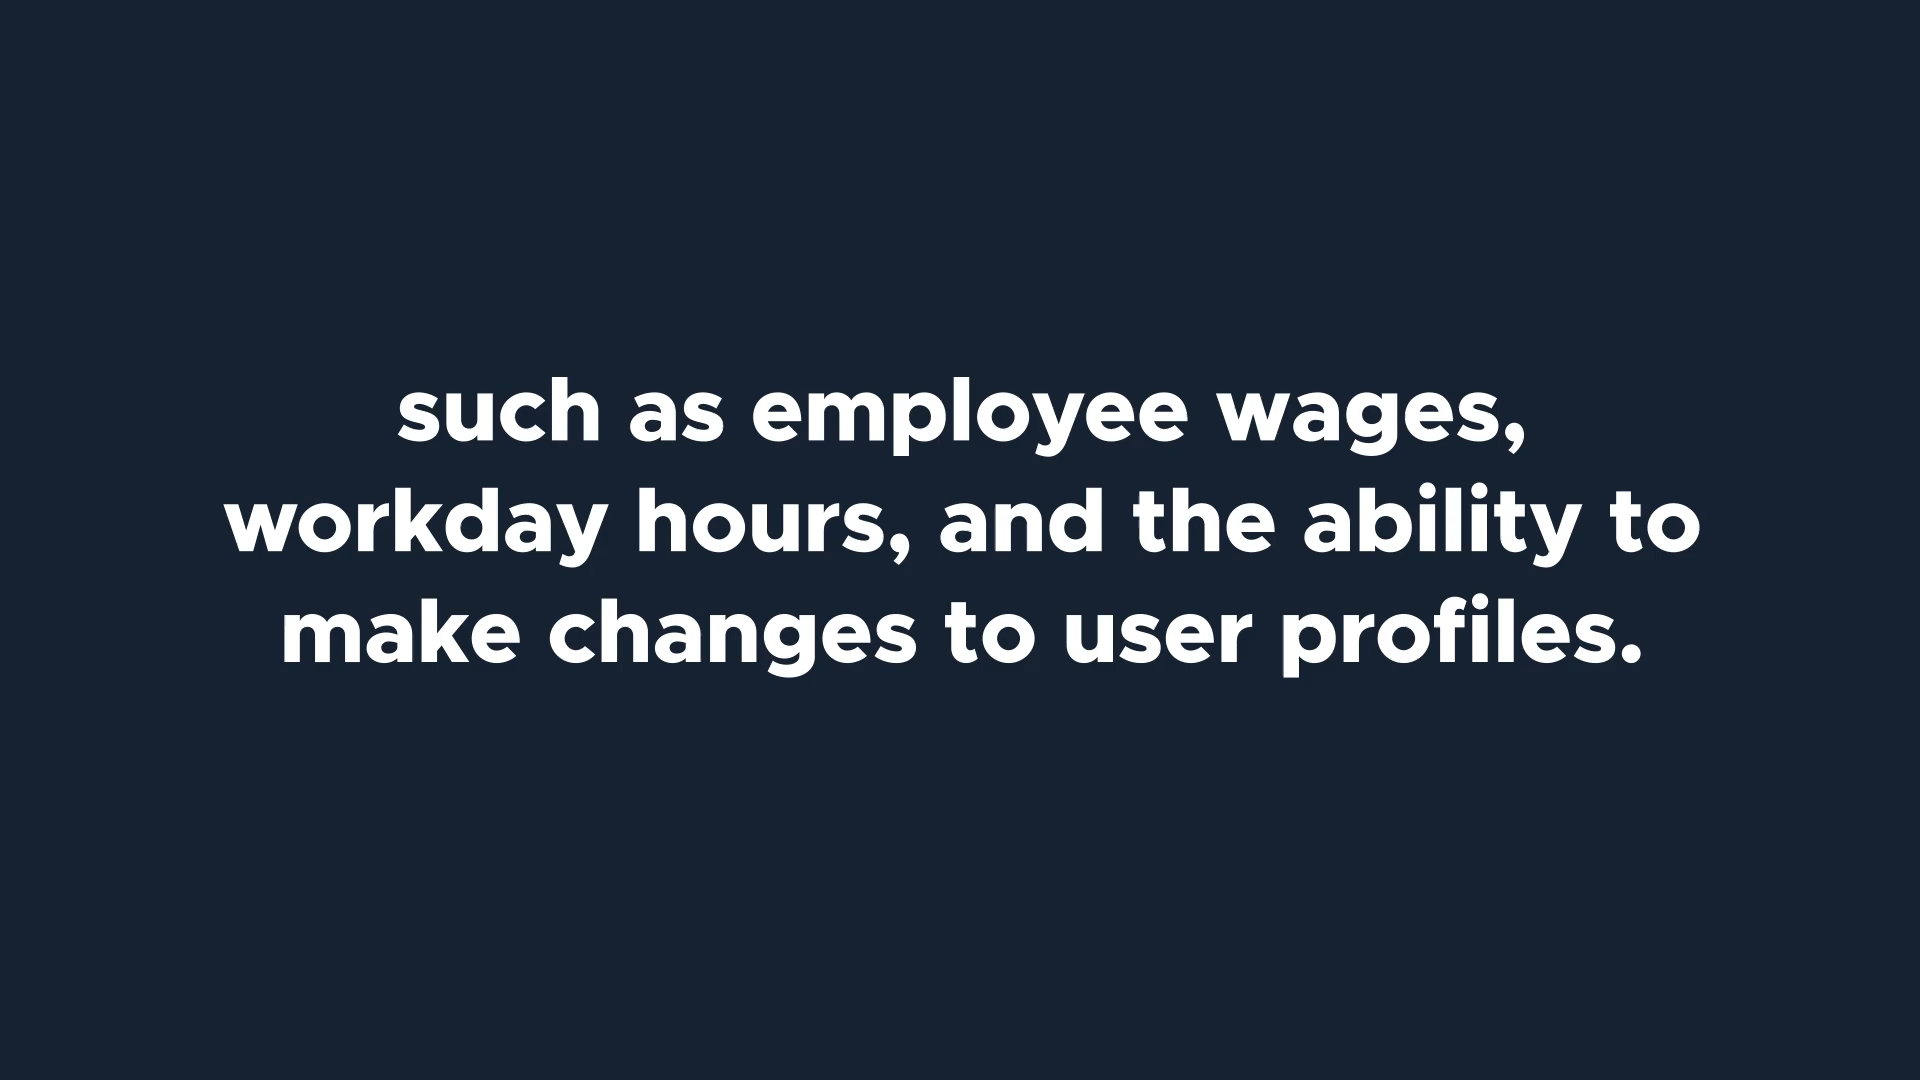 such as employee wages,
workday hours, and the ability to
make changes to user profiles.